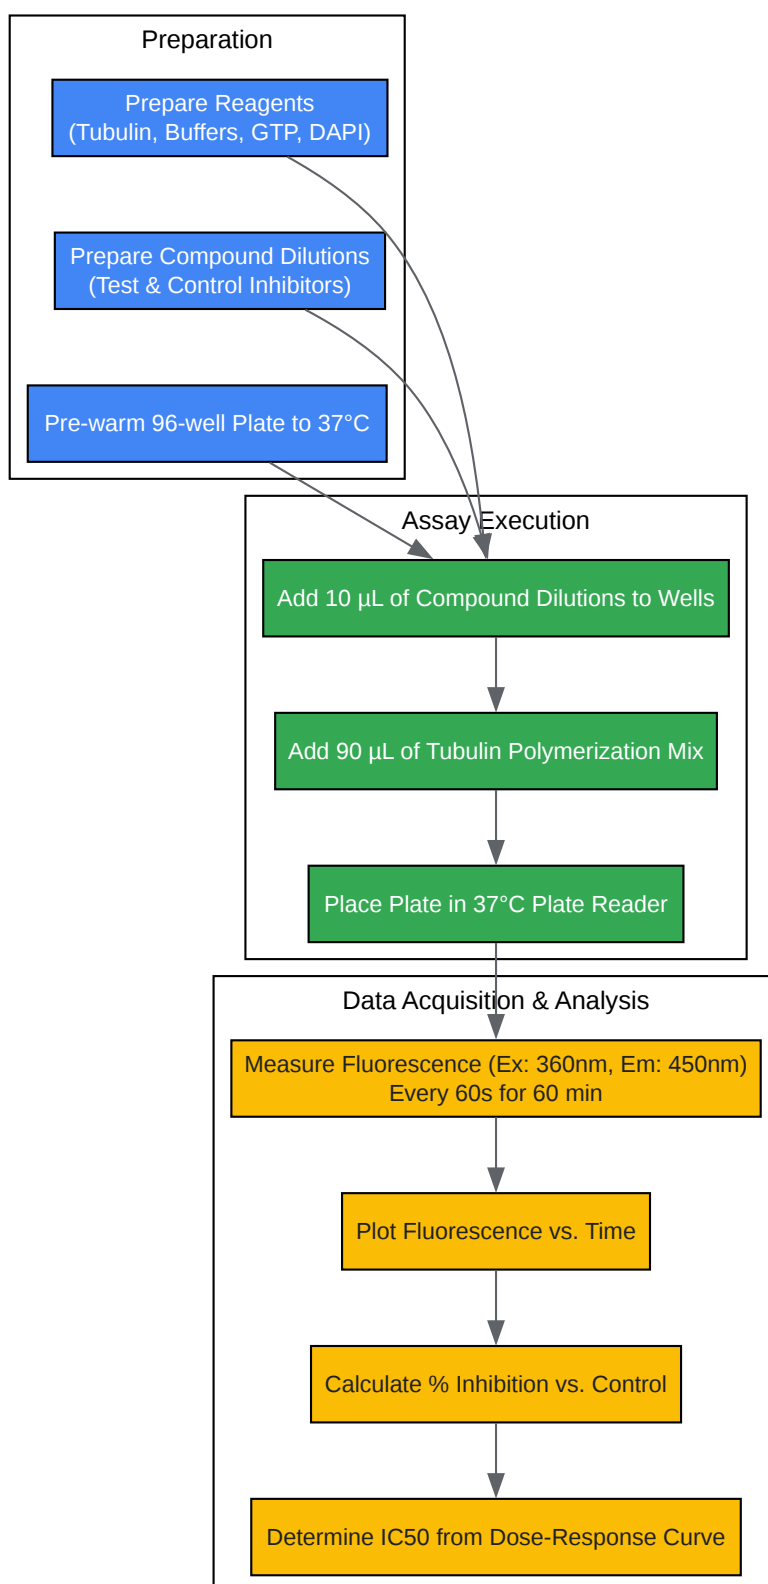 Preparation
Prepare Reagents
(Tubulin, Buffers, GTP, DAPI)
Prepare Compound Dilutions
(Test & Control Inhibitors)
Pre-warm 96-well Plate to 37°C
Assay Execution
Add 10 µL of Compound Dilutions to Wells
Add 90 µL of Tubulin Polymerization Mix
Place Plate in 37°C Plate Reader
Data Acquisition & Analysis
Measure Fluorescence (Ex: 360nm, Em: 450nm)
Every 60s for 60 min
Plot Fluorescence vs. Time
Calculate % Inhibition vs. Control
Determine IC50 from Dose-Response Curve